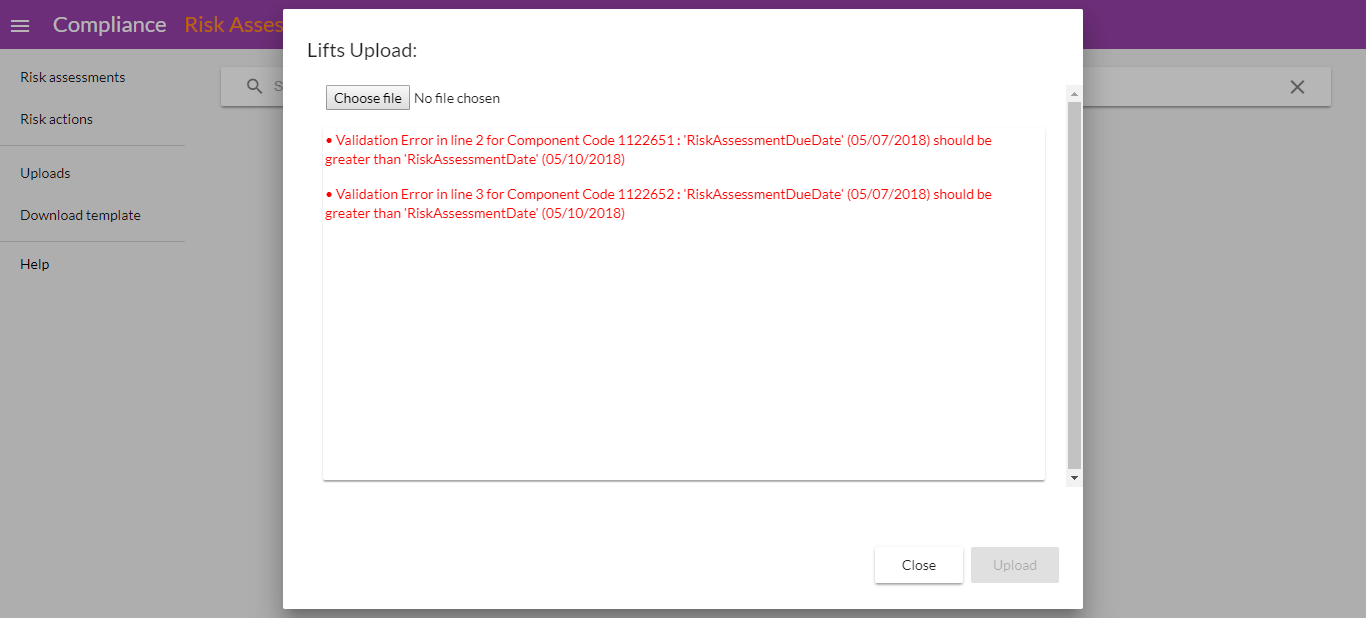 Compliance Risk Asses
Lifts Upload:
Risk assessments
Risk actions
Uploads
Download template
Help
Choose file No file chosen
• Validation Error in line 2 for Component Code 1122651 : 'RiskAssessmentDueDate' (05/07/2018) should be
greater than 'RiskAssessmentDate' (05/10/2018)
• Validation Error in line 3 for Component Code 1122652 : 'RiskAssessmentDueDate' (05/07/2018) should be
greater than 'RiskAssessmentDate' (05/10/2018)
Close Upload